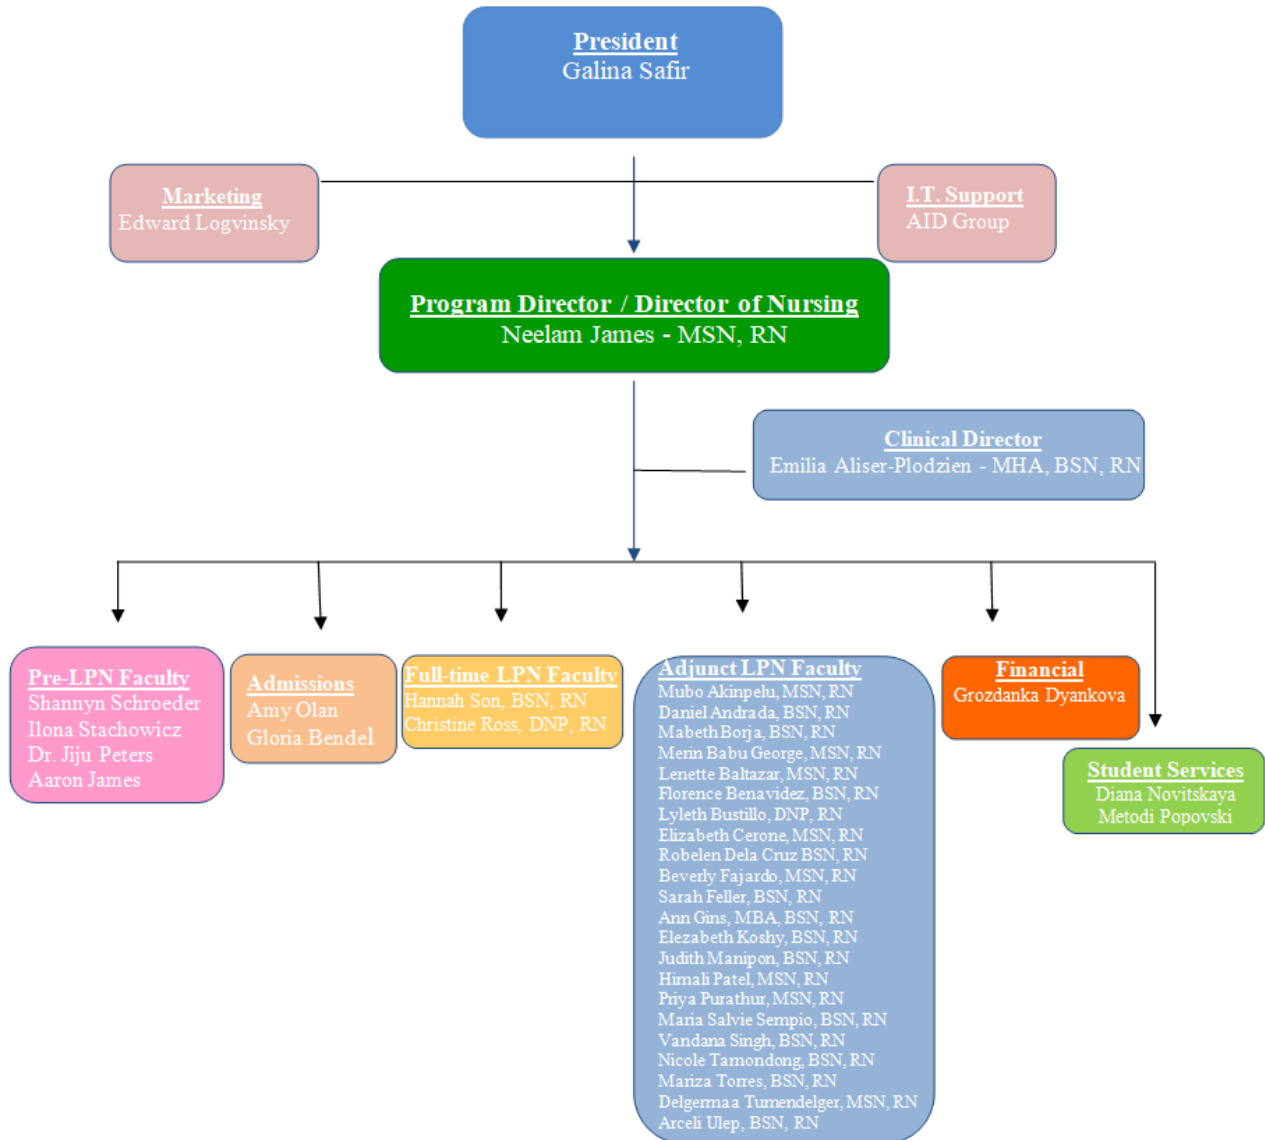 President
Galina Safir
Marketing
Edward Logvinsky
I.T. Support
AID Group
Program Director / Director of Nursing
Neelam James - MSN, RN
Clinical Director
Emilia Aliser-Plodzien - MHA, BSN, RN
Pre-LPN Faculty
Shannyn Schroeder
Ilona Stachowicz
Dr. Jiju Peters
Aaron James
Admissions
Amy Olan
Gloria Bendel
Full-time LPN Faculty
Hannah Son, BSN, RN
Christine Ross, DNP, RN
Adjunct LPN Faculty
Mubo Akinpelu, MSN, RN
Daniel Andrada, BSN, RN
Mabeth Borja, BSN, RN
Merin Babu George, MSN, RN
Lenette Baltazar, MSN, RN
Florence Benavidez, BSN, RN
Lyleth Bustillo, DNP, RN
Elizabeth Cerone, MSN, RN
Robelen Dela Cruz BSN, RN
Beverly Fajardo, MSN, RN
Sarah Feller, BSN, RN
Ann Gins, MBA, BSN, RN
Elezabeth Koshy, BSN, RN
Judith Manipon, BSN, RN
Himali Patel, MSN, RN
Priya Purathur, MSN, RN
Maria Salvie Sempio, BSN, RN
Vandana Singh, BSN, RN
Nicole Tamondong, BSN, RN
Mariza Torres, BSN, RN
Delgermaa Tumendelger, MSN, RN
Arceli Ulep, BSN, RN
Financial
Grozdanka Dyankova
Student Services
Diana Novitskaya
Metodi Popovski